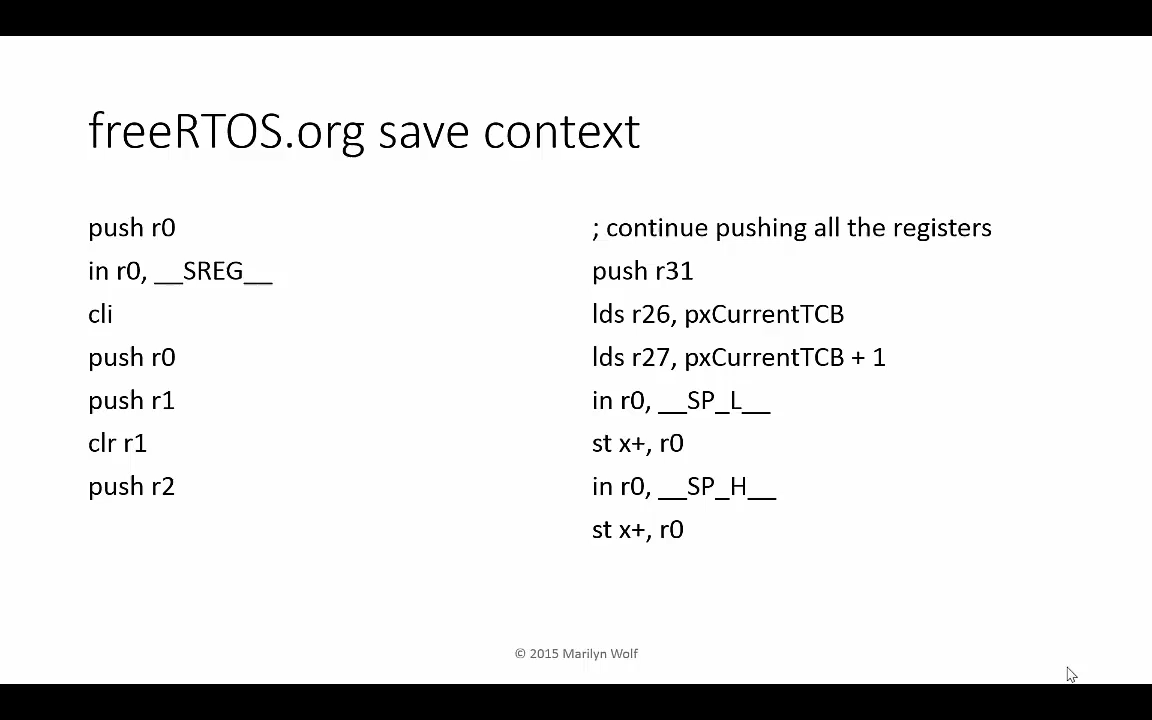 freeRTOS.org save context
push r0
in r0, __SREG__
cli
push r0
push r1
clr r1
push r2
; continue pushing all the registers
push r31
lds r26, pxCurrentTCB
lds r27, pxCurrentTCB + 1
in r0, __SP_L__
st x+, r0
in r0, __SP_H__
st x+, r0
© 2015 Marilyn Wolf